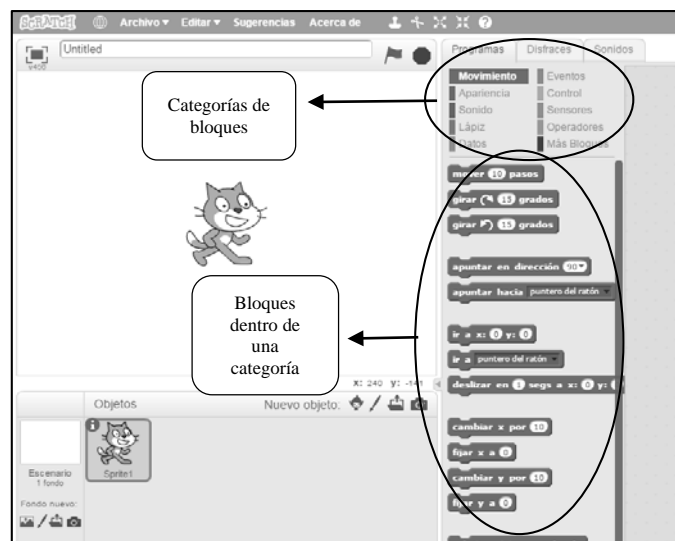 SCRATCH Archivo Editar Sugerencias Acerca de
Untitled
v456
Programas Disfraces Sonidos
Movimiento Eventos
Apariencia Control
Sonido Sensores
Lápiz Operadores
Datos Más Bloques
Categorías de
bloques
mover 10 pasos
girar 15 grados
girar 15 grados
apuntar en dirección 90
apuntar hacia puntero del ratón
Bloques
dentro de
una
categoría
ir a x: 0 y: 0
ir a puntero del ratón
deslizar en 1 segs a x: 0 y:
cambiar x por 10
fijar x a 0
cambiar y por 10
fijar y a 0
x: 240 y: -141
Objetos Nuevo objeto:
Escenario
1 fondo
Sprite1
Fondo nuevo: